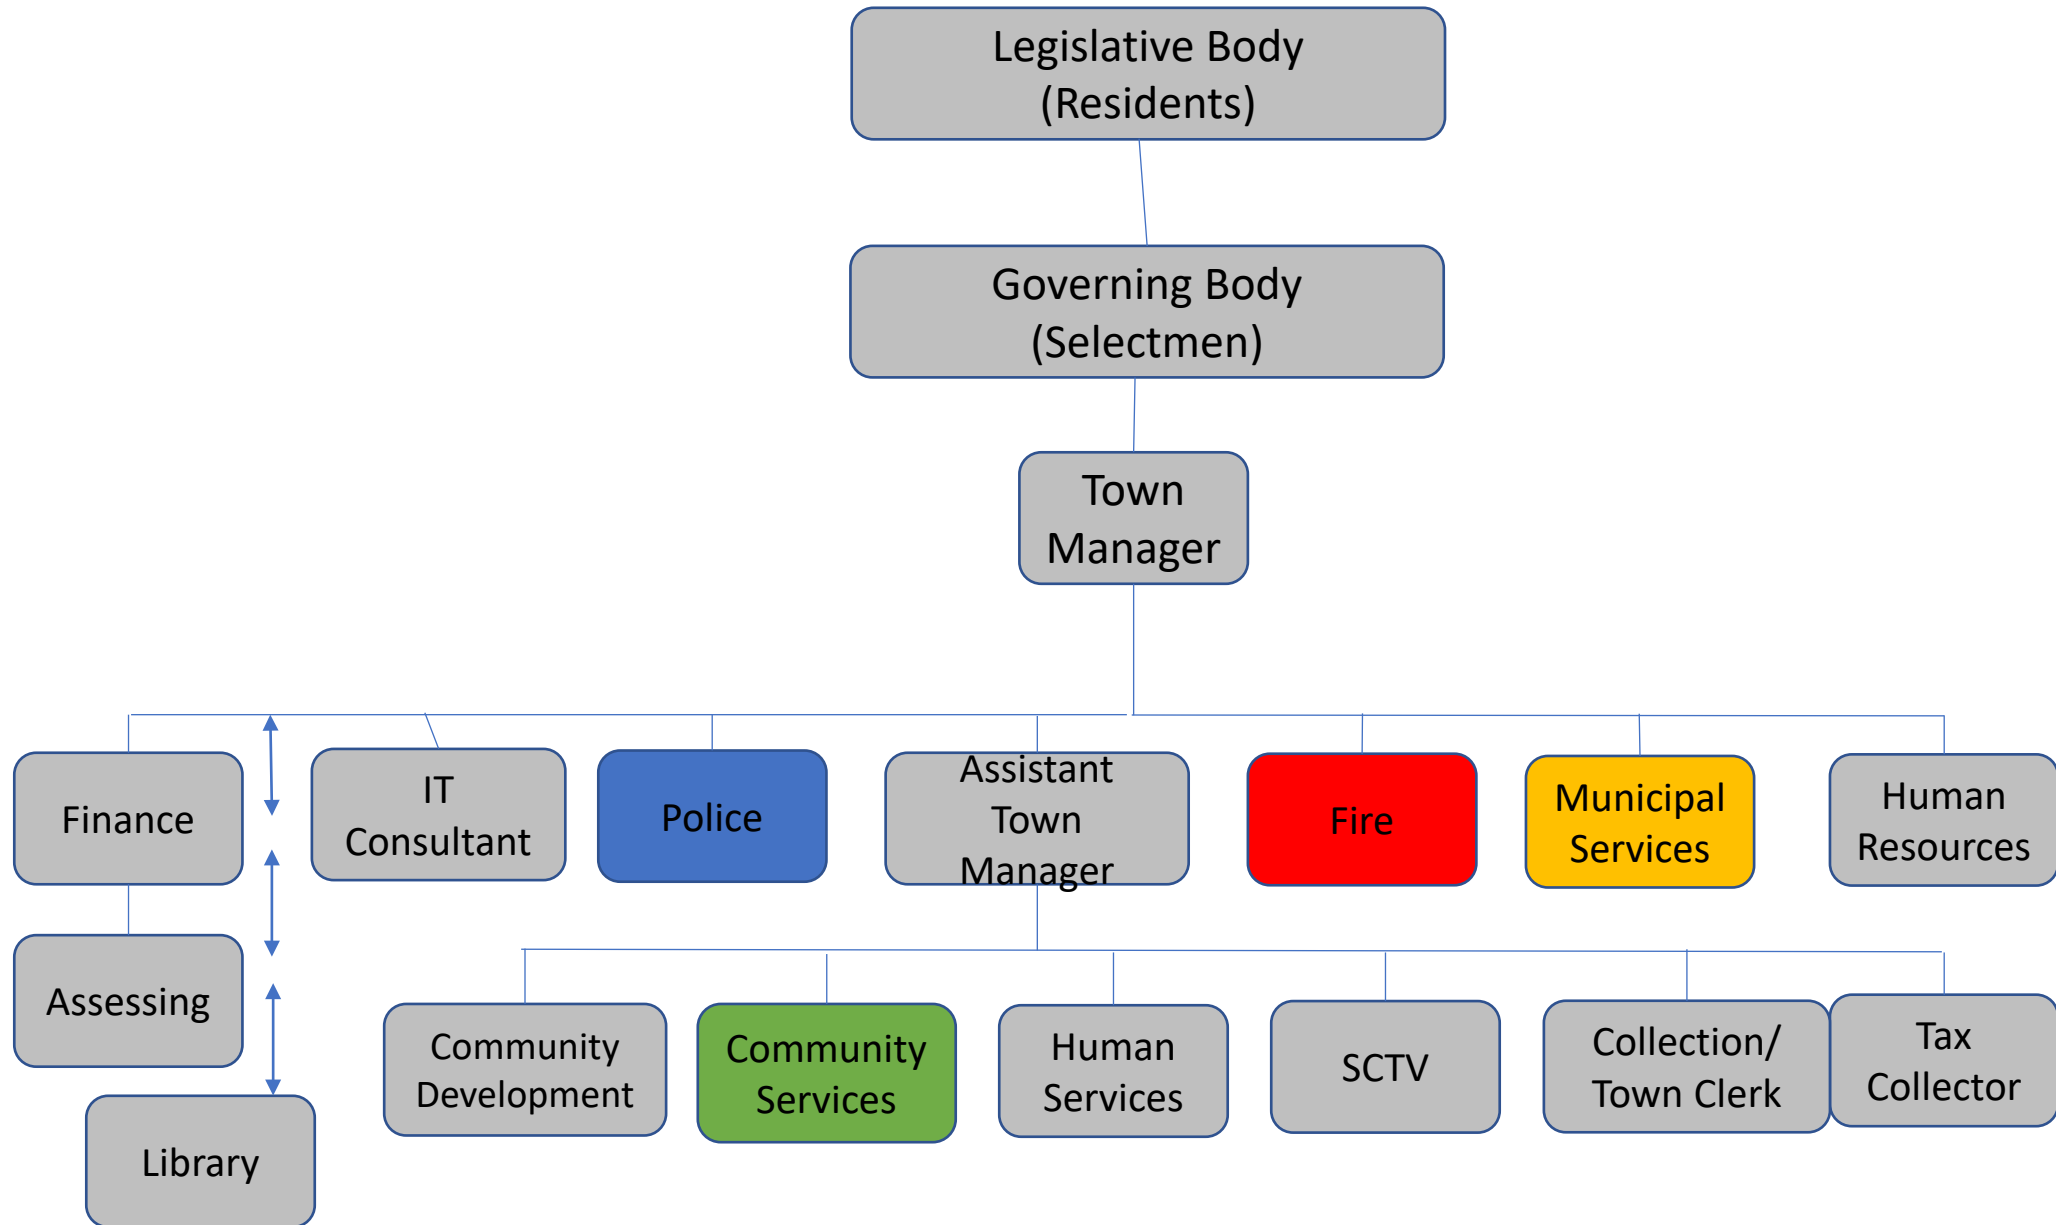 Legislative Body
(Residents)
Governing Body
(Selectmen)
Town
Manager
Finance
IT
Consultant
Police
Assistant
Town
Manager
Fire
Municipal
Services
Human
Resources
Assessing
Community
Development
Community
Services
Human
Services
SCTV
Collection/
Town Clerk
Tax
Collector
Library